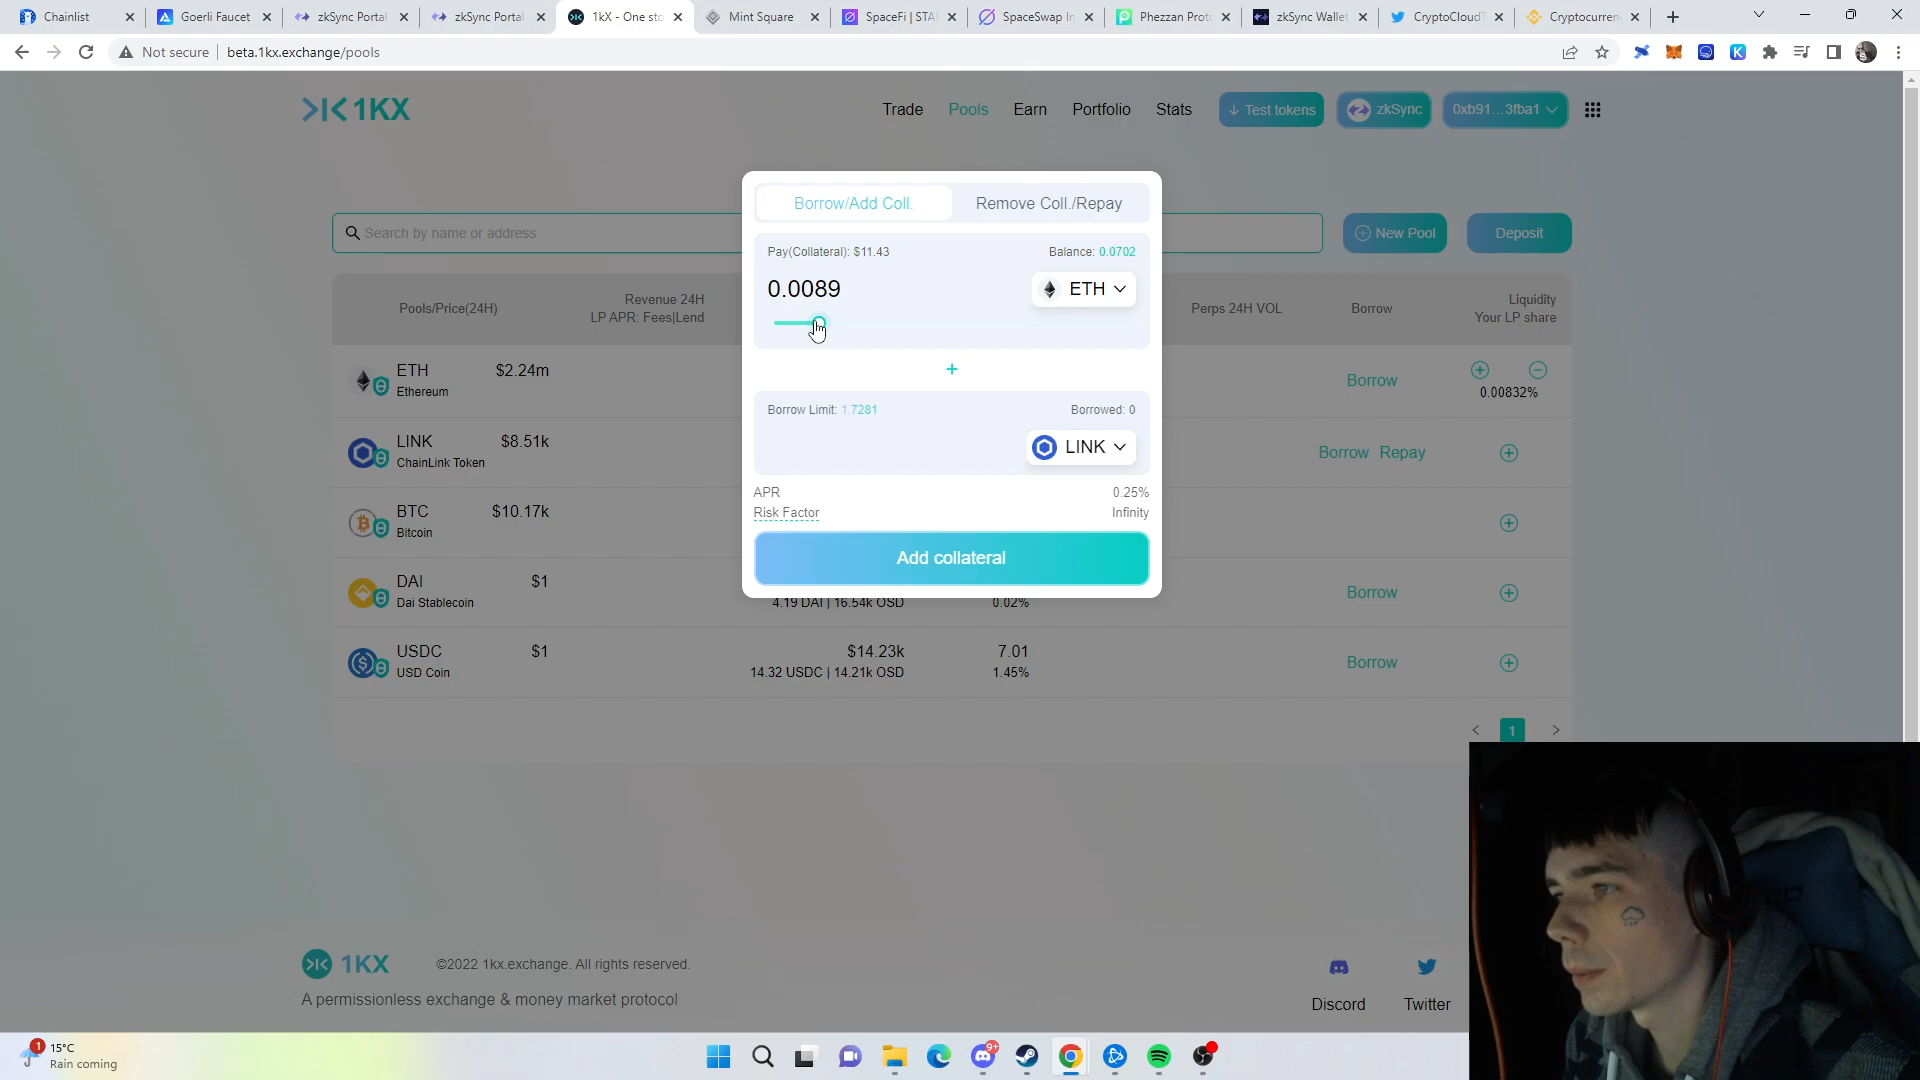 Chainlist
Goerli Faucet
zkSync Portal
zkSync Portal
1kX - One sto
Mint Square
SpaceFi | STA
SpaceSwap In
Phezzan Prot
zkSync Wallet
CryptoCloudT
Cryptocurren
Not secure
beta.1kx.exchange/pools
1KX
Trade
Pools
Earn
Portfolio
Stats
Test tokens
zkSync
0xb91...3fba1
Borrow/Add Coll.
Remove Coll./Repay
Search by name or address
New Pool
Deposit
Pay(Collateral): $11.43
Balance: 0.0702
0.0089
ETH
Pools/Price(24H)
Revenue 24H
LP APR: Fees|Lend
Perps 24H VOL
Borrow
Liquidity
Your LP share
ETH
$2.24m
Ethereum
Borrow
0.00832%
+
Borrow Limit: 1.7281
Borrowed: 0
LINK
LINK
$8.51k
ChainLink Token
Borrow
Repay
APR
0.25%
Risk Factor
Infinity
BTC
$10.17k
Bitcoin
Add collateral
DAI
$1
Dai Stablecoin
4.19 DAI | 16.54k OSD
0.02%
Borrow
USDC
$1
USD Coin
$14.23k
7.01
14.32 USDC | 14.21k OSD
1.45%
Borrow
< 1 >
1KX
©2022 1kx.exchange. All rights reserved.
A permissionless exchange & money market protocol
Discord
Twitter
1
15°C
Rain coming
9+